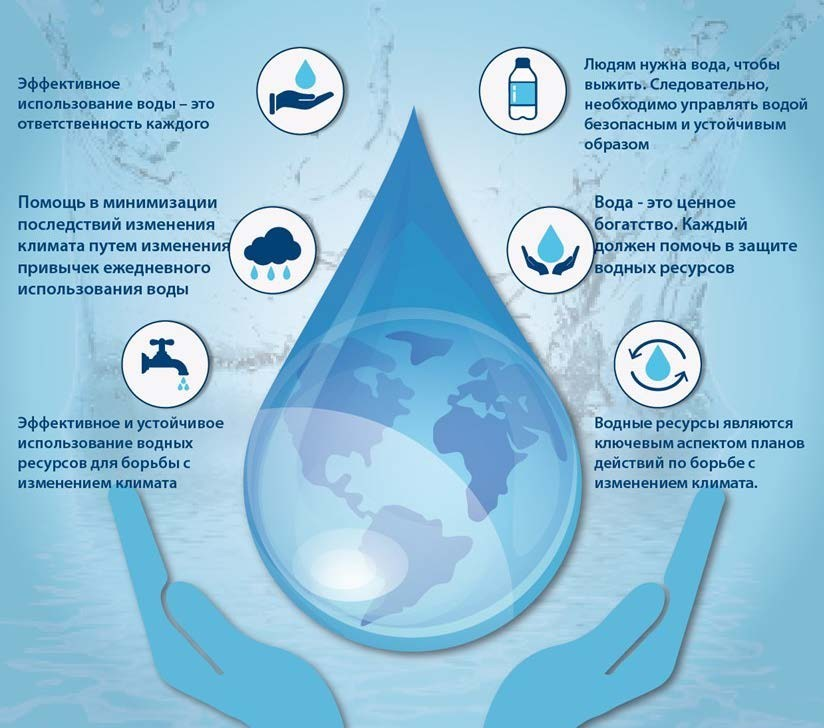 Эффективное
использование воды – это
ответственность каждого
Людям нужна вода, чтобы
выжить. Следовательно,
необходимо управлять водой
безопасным и устойчивым
образом
Помощь в минимизации
последствий изменения
климата путем изменения
привычек ежедневного
использования воды
Вода - это ценное
богатство. Каждый
должен помочь в защите
водных ресурсов
Эффективное и устойчивое
использование водных
ресурсов для борьбы с
изменением климата
Водные ресурсы являются
ключевым аспектом планов
действий по борьбе с
изменением климата.